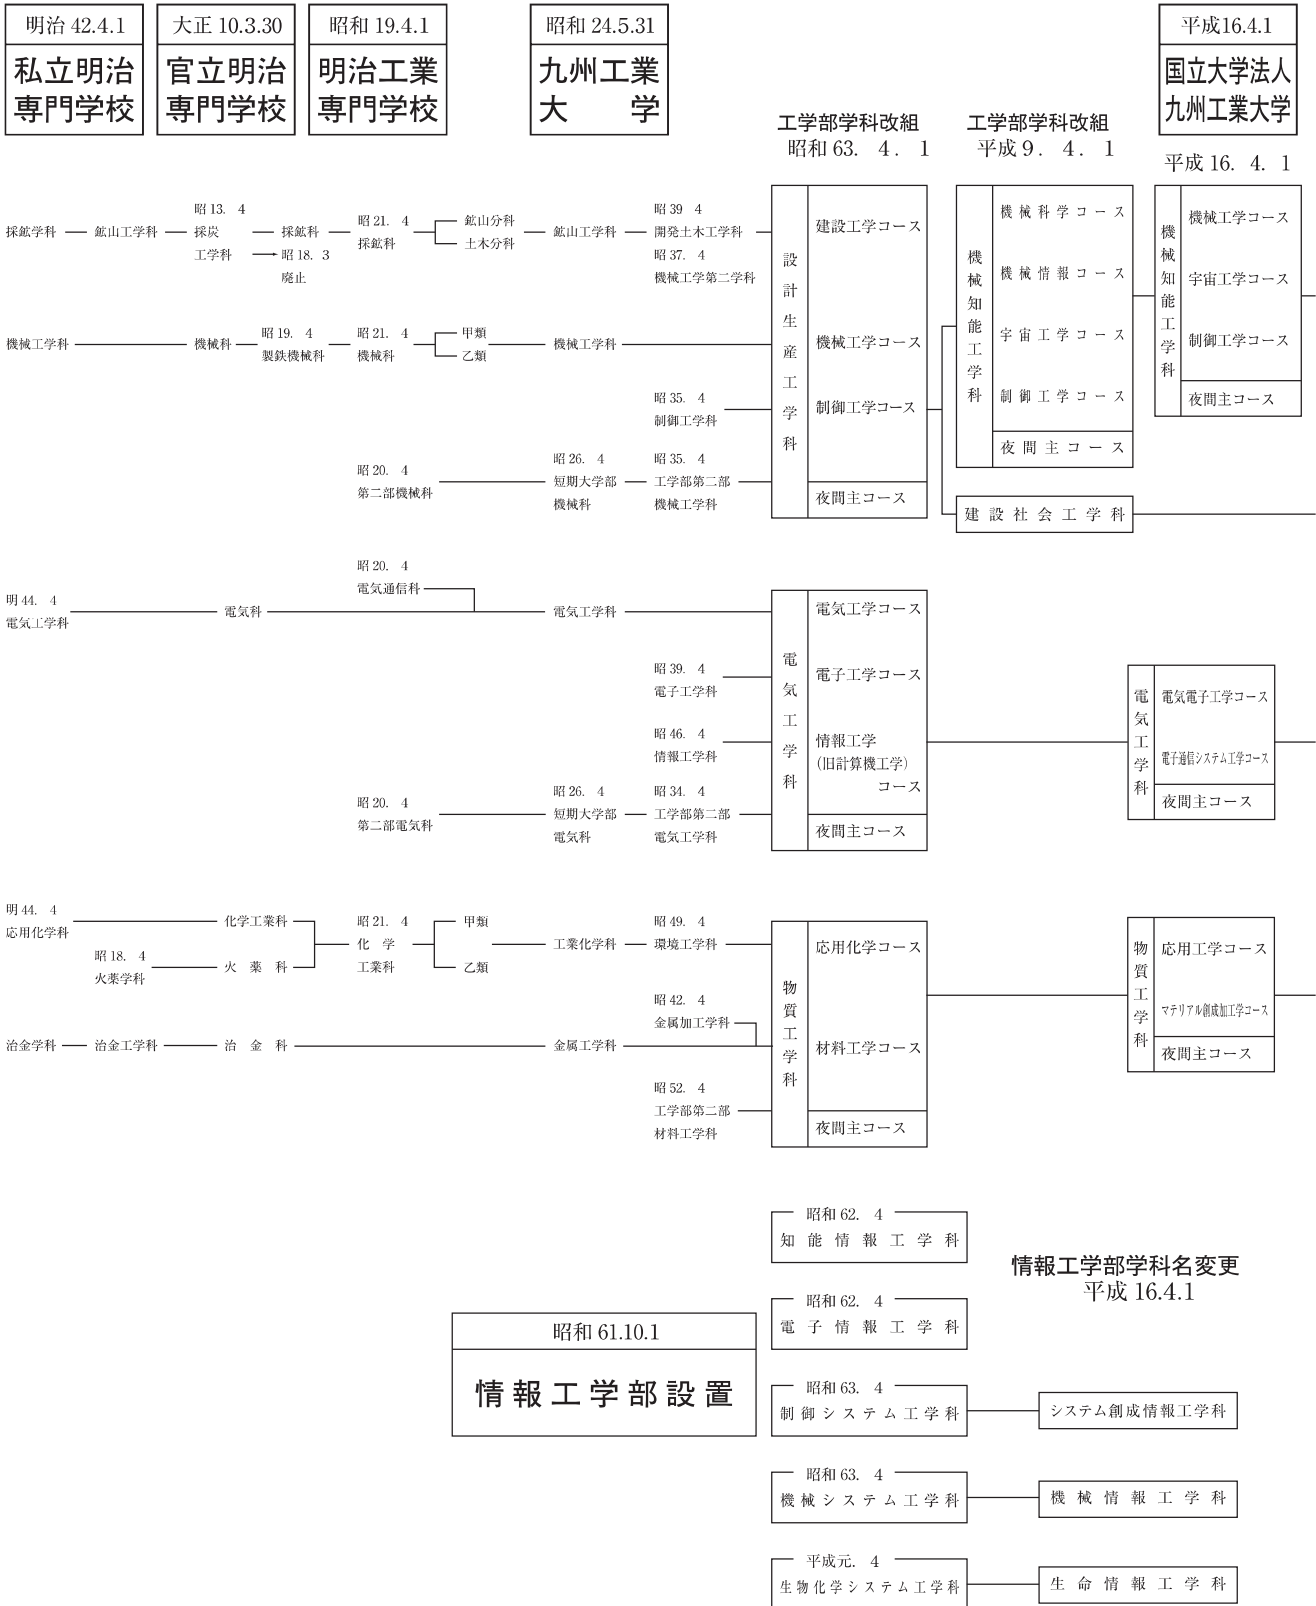 明治 42.4.1
私立明治
専門学校
大正 10.3.30
官立明治
専門学校
昭和 19.4.1
明治工業
専門学校
昭和 24.5.31
九州工業
大　　学
平成16.4.1
国立大学法人
九州工業大学
工学部学科改組
昭和 63.　4 .　1
工学部学科改組
平成 9 .　4 .　1
平成 16.　4.　1
採鉱学科
鉱山工学科
昭 13.　4
採炭
工学科
採鉱科
昭 18.　3
廃止
昭 21.　4
採鉱科
鉱山分科
土木分科
鉱山工学科
昭 39　4
開発土木工学科
昭 37.　4
機械工学第二学科
機械工学科
機械科
昭 19.　4
製鉄機械科
昭 21.　4
機械科
甲類
乙類
機械工学科
昭 35.　4
制御工学科
昭 20.　4
第二部機械科
昭 26.　4
短期大学部
機械科
昭 35.　4
工学部第二部
機械工学科
設計生産工学科
建設工学コース
機械工学コース
制御工学コース
夜間主コース
機械知能工学科
機械科学コース
機械情報コース
宇宙工学コース
制御工学コース
夜間主コース
建設社会工学科
機械知能工学科
機械工学コース
宇宙工学コース
制御工学コース
夜間主コース
明 44.　4
電気工学科
電気科
昭 20.　4
電気通信科
電気工学科
昭 39.　4
電子工学科
昭 46.　4
情報工学科
昭 20.　4
第二部電気科
昭 26.　4
短期大学部
電気科
昭 34.　4
工学部第二部
電気工学科
電気工学科
電気工学コース
電子工学コース
情報工学
（旧計算機工学）
コース
夜間主コース
電気工学科
電気電子工学コース
電子通信システム工学コース
夜間主コース
明 44.　4
応用化学科
昭 18.　4
火薬学科
化学工業科
火　薬　科
昭 21.　4
化　学
工業科
甲類
乙類
工業化学科
昭 49.　4
環境工学科
昭 42.　4
金属加工学科
冶金学科
冶金工学科
冶　金　科
金属工学科
昭 52.　4
工学部第二部
材料工学科
物質工学科
応用化学コース
材料工学コース
夜間主コース
物質工学科
応用工学コース
マテリアル創成加工学コース
夜間主コース
昭和 61.10.1
情報工学部設置
昭和 62.　4
知能情報工学科
昭和 62.　4
電子情報工学科
昭和 63.　4
制御システム工学科
昭和 63.　4
機械システム工学科
平成元.　4
生物化学システム工学科
情報工学部学科名変更
平成 16.4.1
システム創成情報工学科
機械情報工学科
生命情報工学科